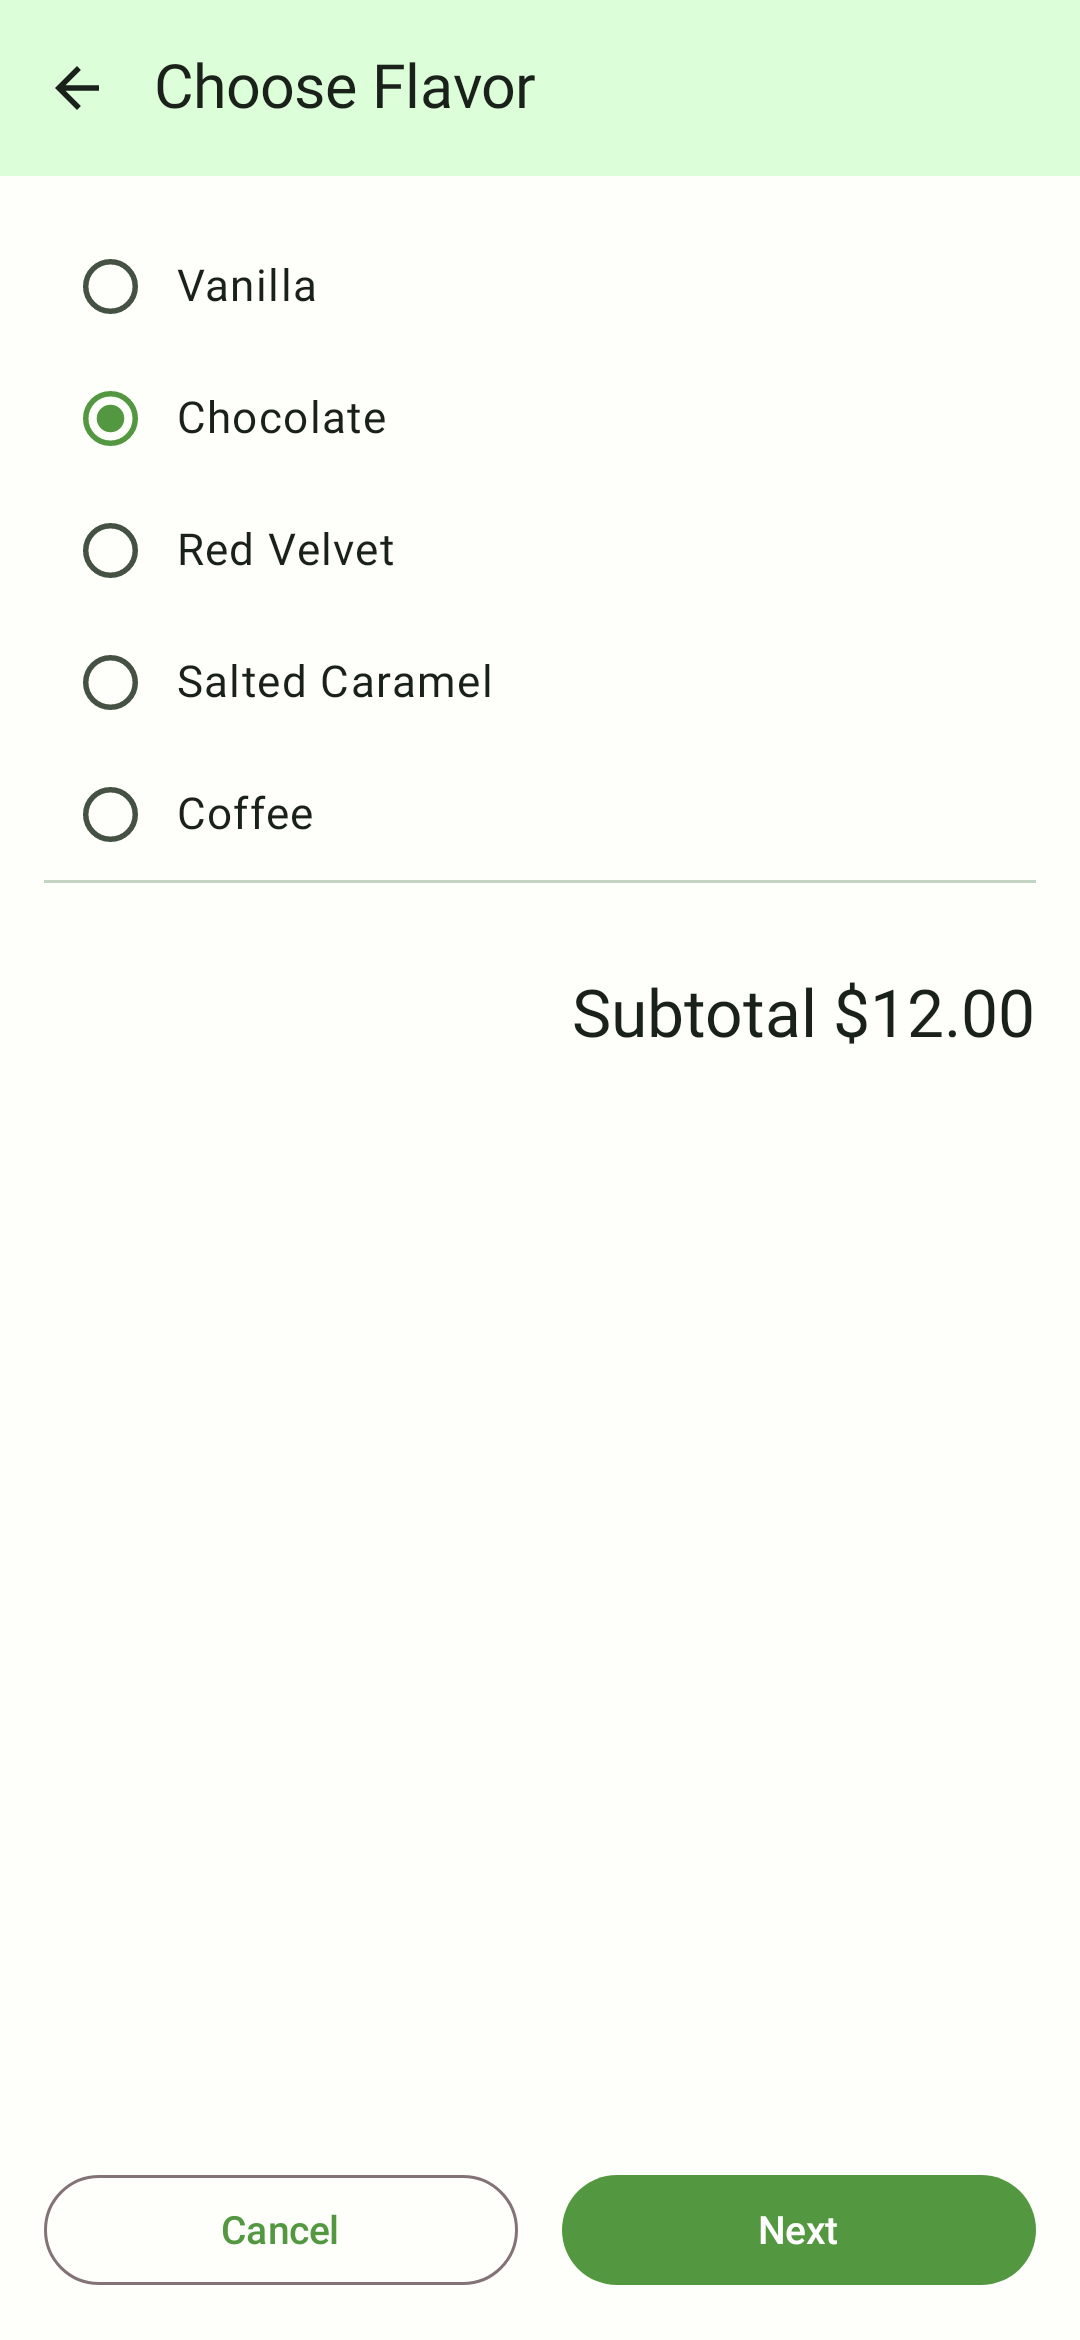 Choose Flavor
Vanilla
Chocolate
Red Velvet
Salted Caramel
Coffee
Subtotal $12.00
Cancel
Next